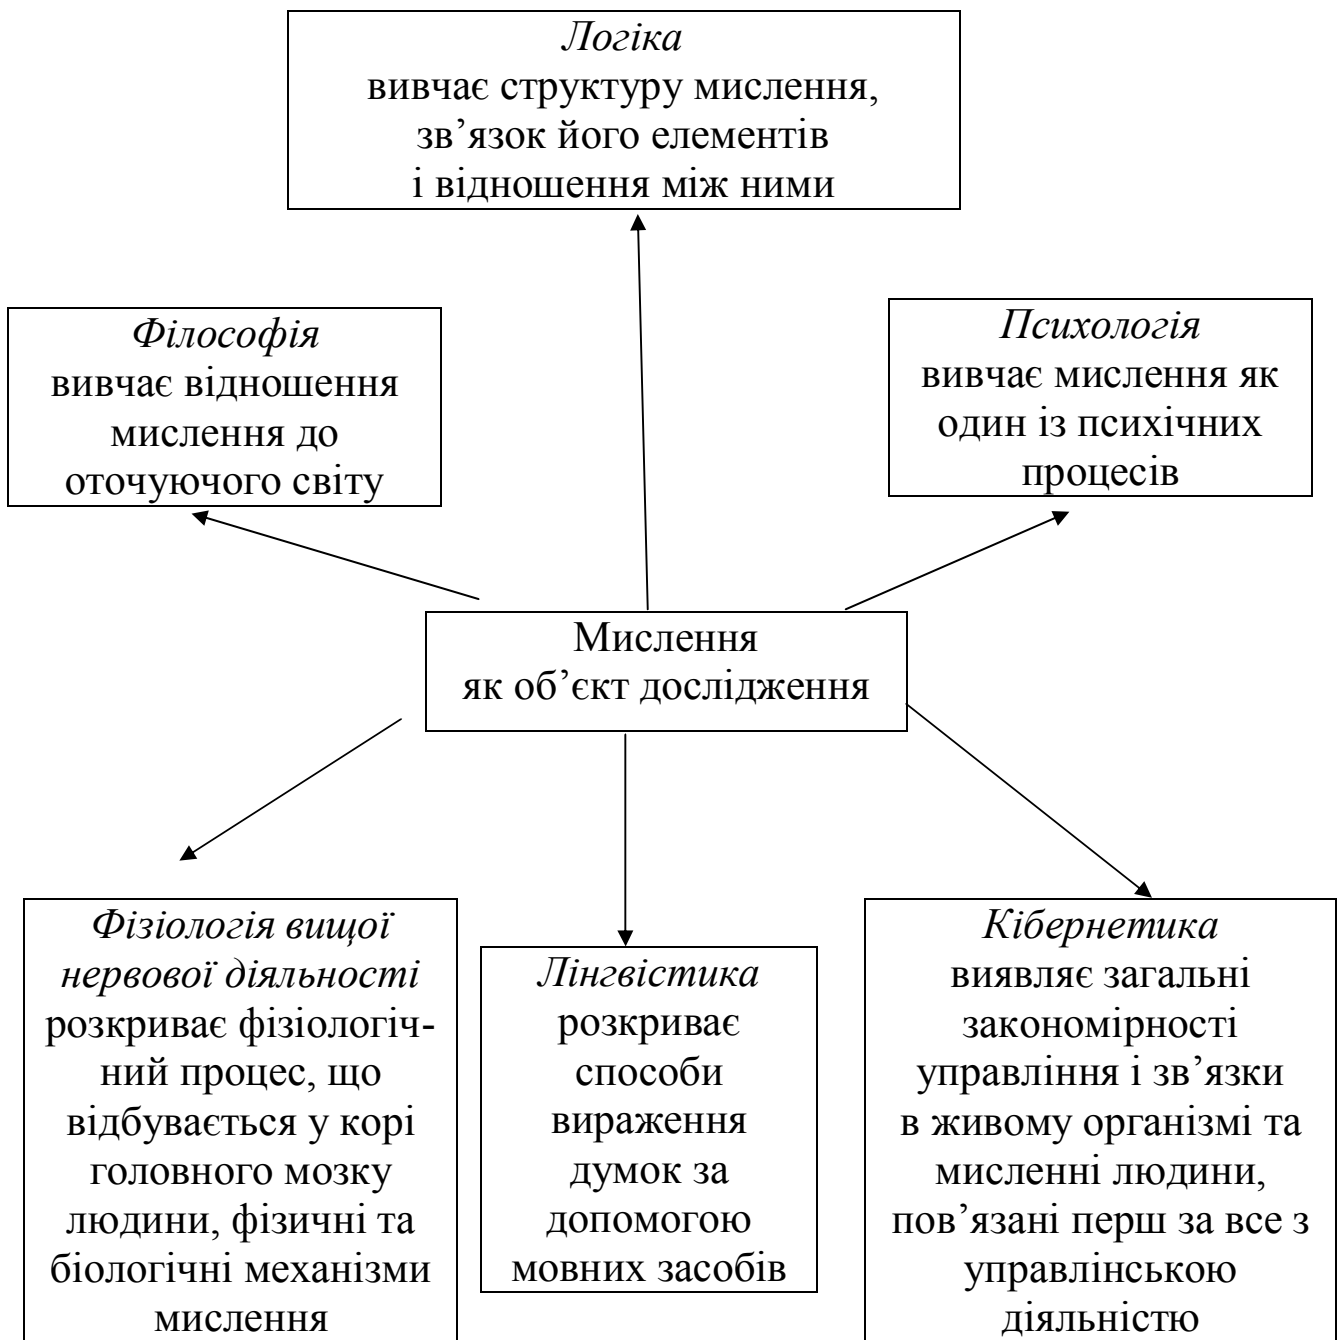 Логіка
вивчає структуру мислення,
зв’язок його елементів
і відношення між ними
Філософія
вивчає відношення
мислення до
оточуючого світу
Психологія
вивчає мислення як
один із психічних
процесів
Мислення
як об’єкт дослідження
Фізіологія вищої
нервової діяльності
розкриває фізіологіч-
ний процес, що
відбувається у корі
головного мозку
людини, фізичні та
біологічні механізми
мислення
Лінгвістика
розкриває
способи
вираження
думок за
допомогою
мовних засобів
Кібернетика
виявляє загальні
закономірності
управління і зв’язки
в живому організмі та
мисленні людини,
пов’язані перш за все з
управлінською
діяльністю